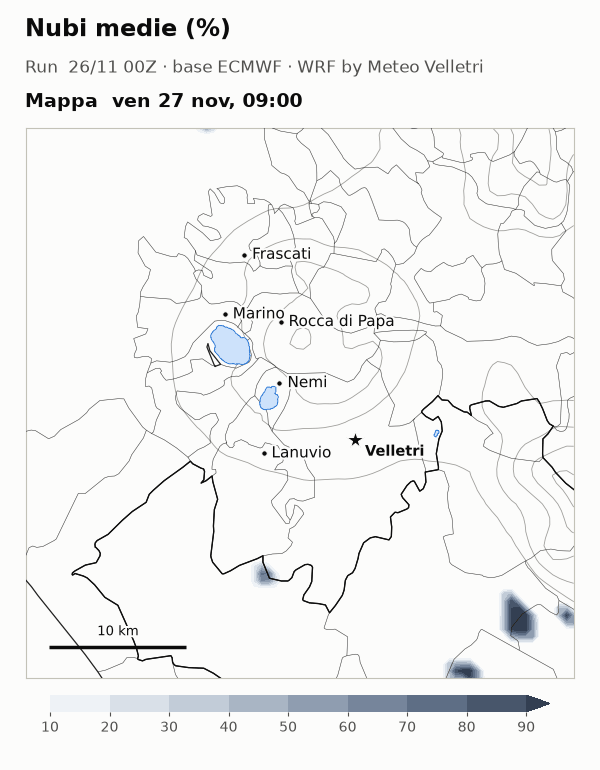 Nubi medie (%)
Run  26/11 00Z · base ECMWF · WRF by Meteo Velletri
Mappa  ven 27 nov, 09:00
Frascati
Marino
Rocca di Papa
Nemi
Velletri
Lanuvio
10 km
10 20 30 40 50 60 70 80 90